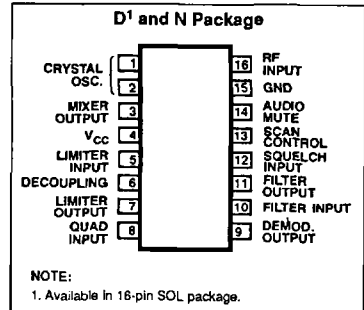 D¹ and N Package
CRYSTAL
OSC.
1
2
MIXER
OUTPUT
3
VCC
4
LIMITER
INPUT
5
DECOUPLING
6
LIMITER
OUTPUT
7
QUAD
INPUT
8
16
RF
INPUT
15
GND
14
AUDIO
MUTE
13
SCAN
CONTROL
12
SQUELCH
INPUT
11
FILTER
OUTPUT
10
FILTER INPUT
9
DEMOD.
OUTPUT
NOTE:
1. Available in 16-pin SOL package.